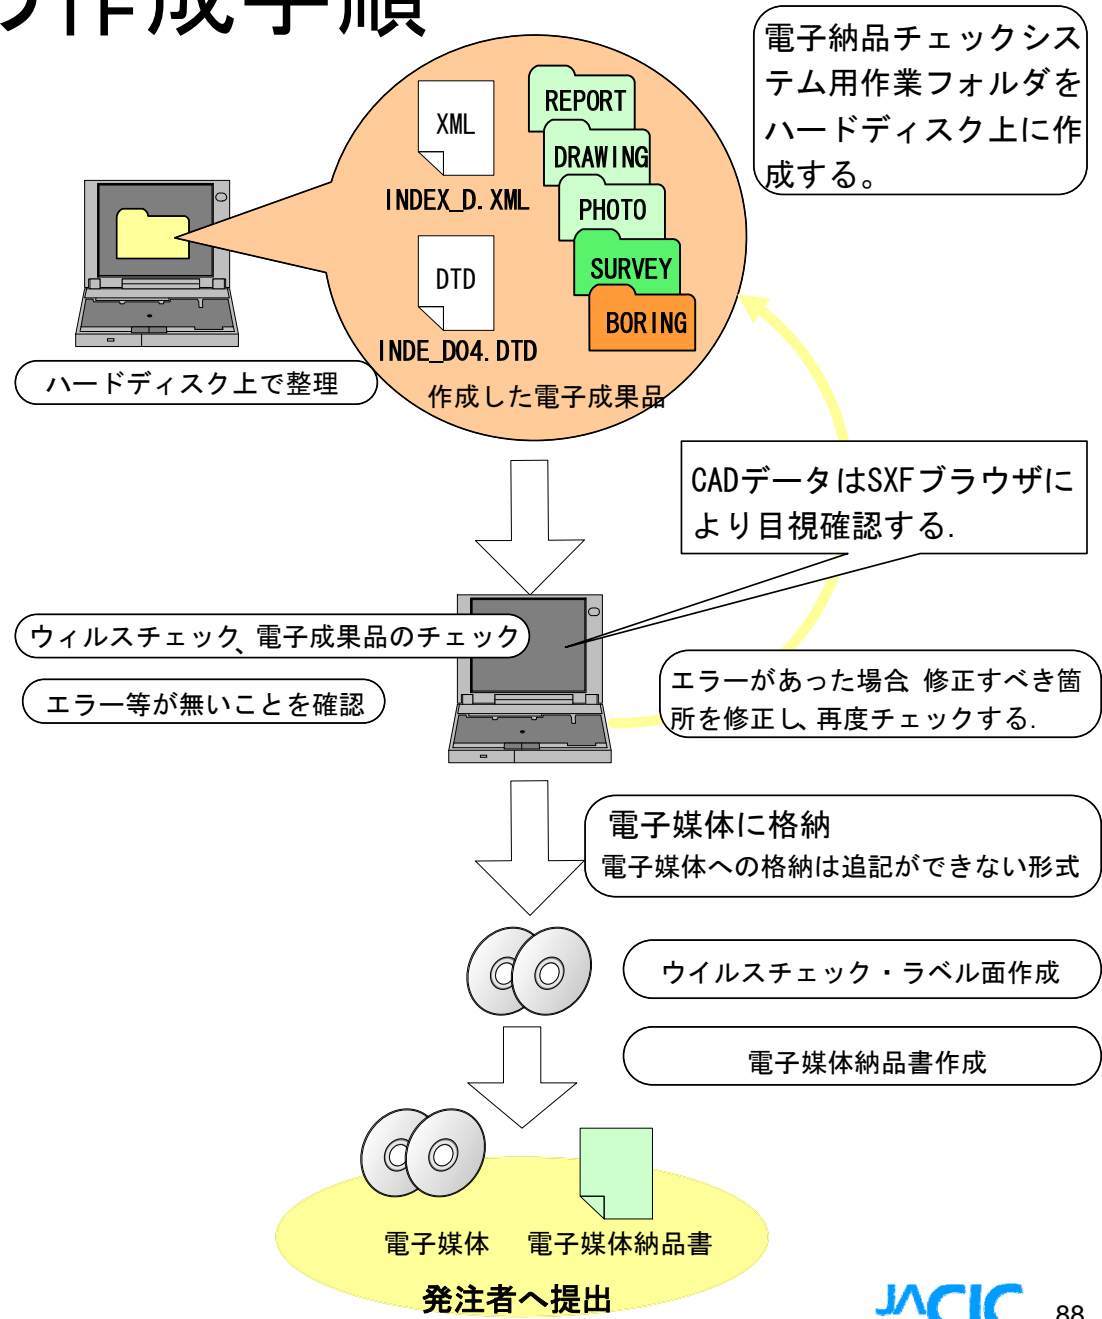 作成手順
電子納品チェックシス
テム用作業フォルダを
ハードディスク上に作
成する。
XML
INDEX_D.XML
DTD
INDE_D04.DTD
REPORT
DRAWING
PHOTO
SURVEY
BORING
作成した電子成果品
ハードディスク上で整理
CADデータはSXFブラウザに
より目視確認する.
ウィルスチェック、電子成果品のチェック
エラー等が無いことを確認
エラーがあった場合、修正すべき箇
所を修正し、再度チェックする.
電子媒体に格納
電子媒体への格納は追記ができない形式
ウイルスチェック・ラベル面作成
電子媒体納品書作成
電子媒体
電子媒体納品書
発注者へ提出
JACIC
88